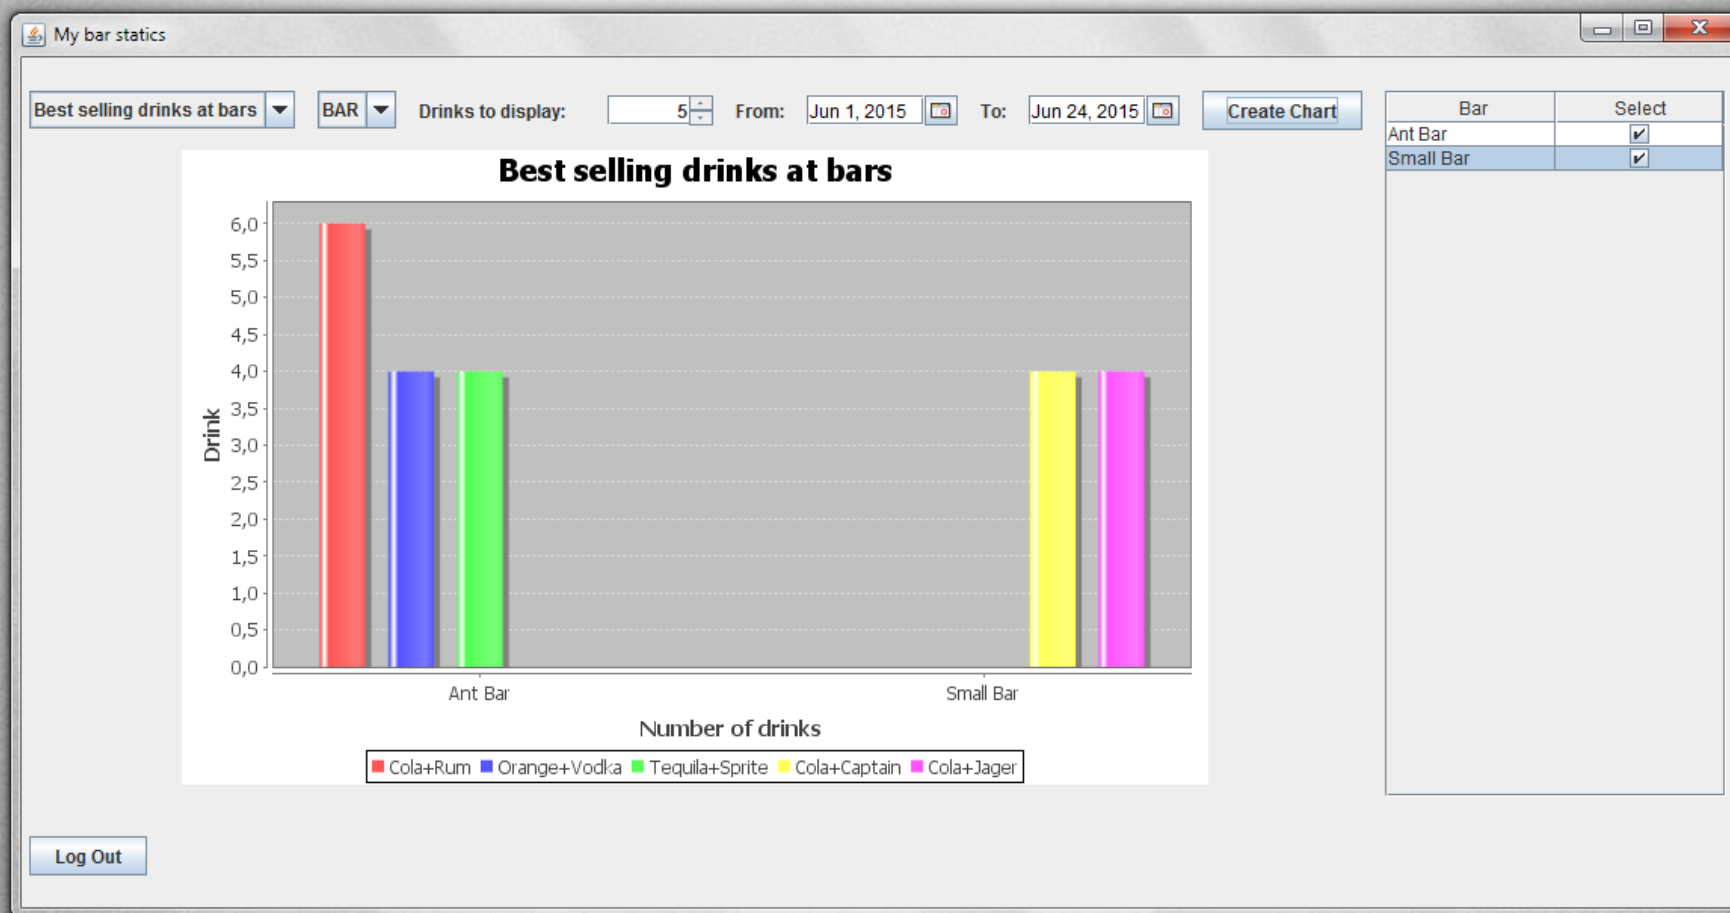 My bar statics
Best selling drinks at bars BAR Drinks to display: 5 From: Jun 1, 2015 To: Jun 24, 2015 Create Chart
Bar Select
Ant Bar
Small Bar
Best selling drinks at bars
6,0
5,5
5,0
4,5
4,0
3,5
3,0
2,5
2,0
1,5
1,0
0,5
0,0
Drink
Ant Bar Small Bar
Number of drinks
Cola+Rum Orange+Vodka Tequila+Sprite Cola+Captain Cola+Jager
Log Out